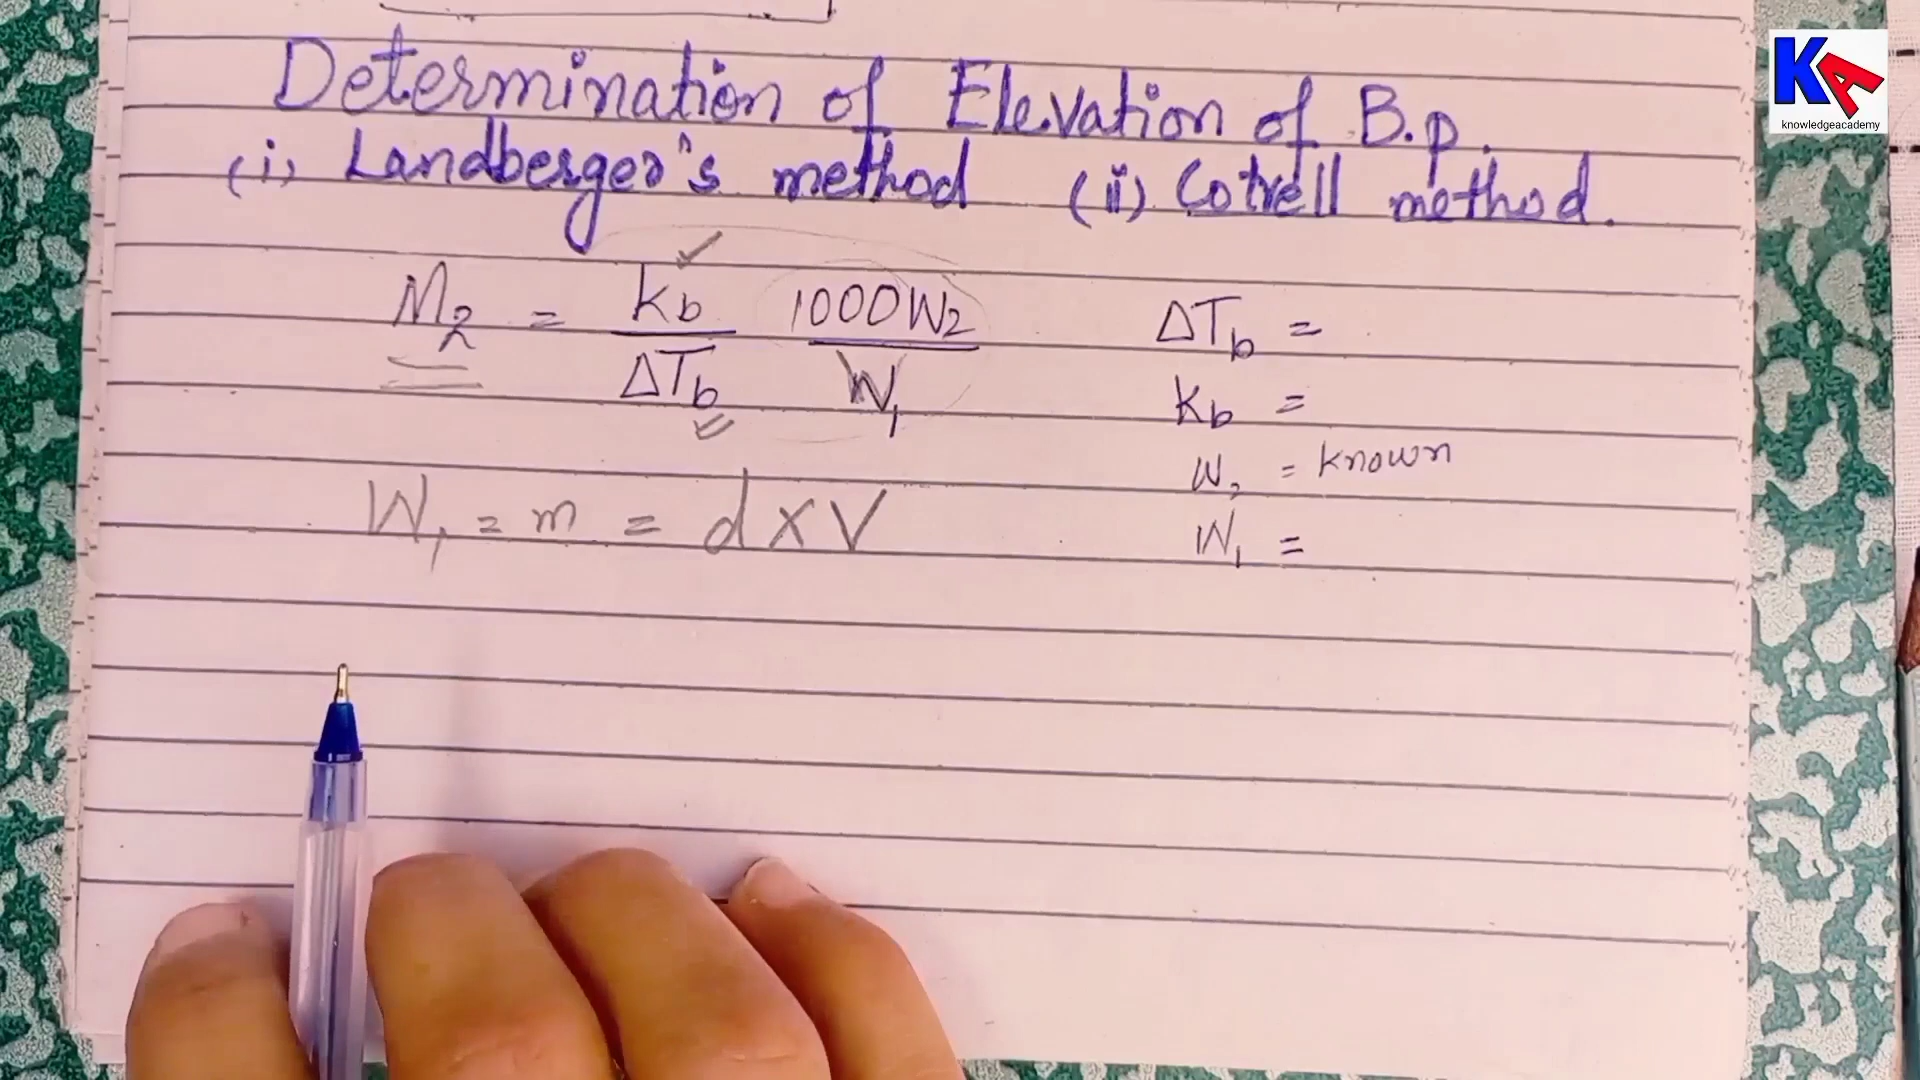 Determination of Elevation of B.p.
(i) Landberger's method (ii) Cotrell method.
M₂ = Kb/ΔTb 1000W₂/W₁
ΔTb =
Kb =
W₂ = known
W₁ =
W₁ = m = d x V
KA
knowledgeacademy